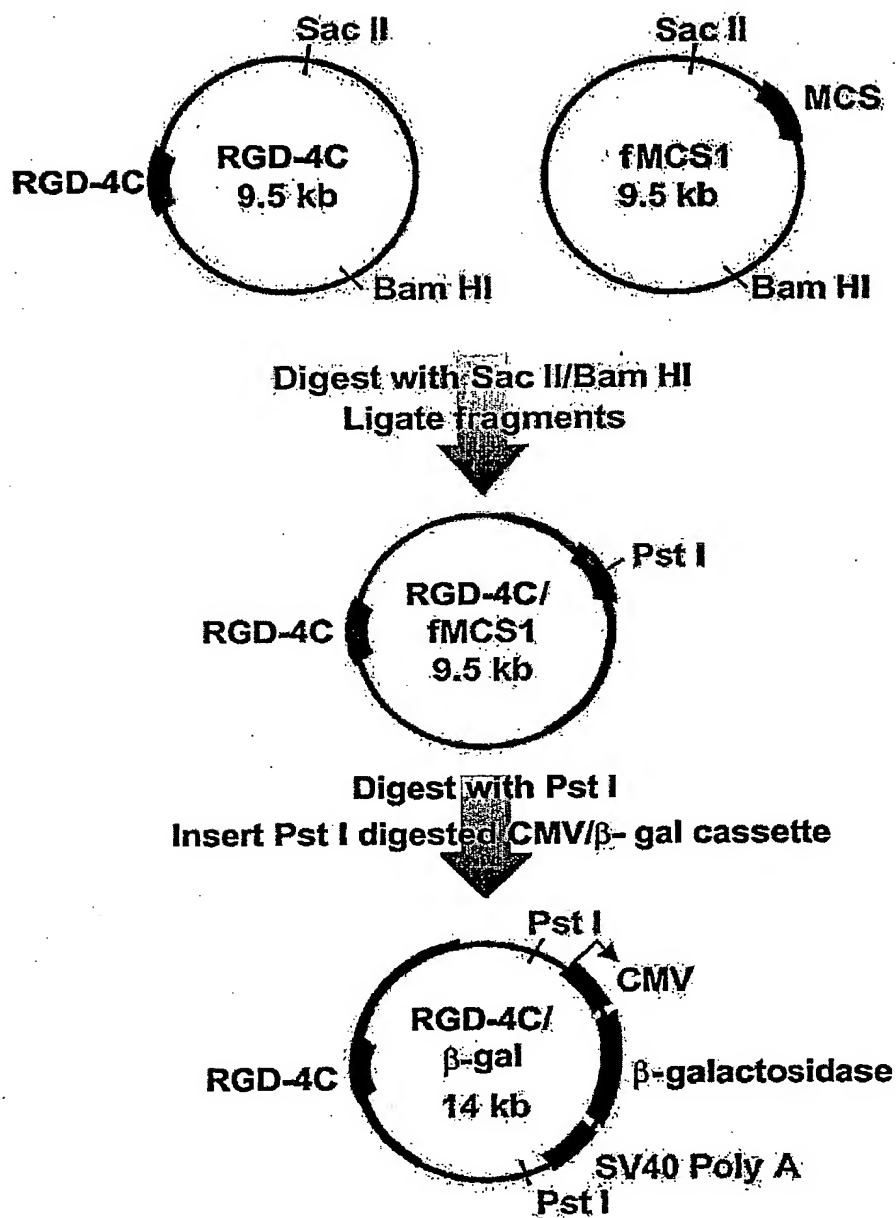 Sac II
Sac II
MCS
RGD-4C
RGD-4C
9.5 kb
fMCS1
9.5 kb
Bam HI
Bam HI
Digest with Sac II/Bam HI
Ligate fragments
Pst I
RGD-4C
RGD-4C/
fMCS1
9.5 kb
Digest with Pst I
Insert Pst I digested CMV/β- gal cassette
Pst I
CMV
RGD-4C
RGD-4C/
β-gal
14 kb
β-galactosidase
SV40 Poly A
Pst I